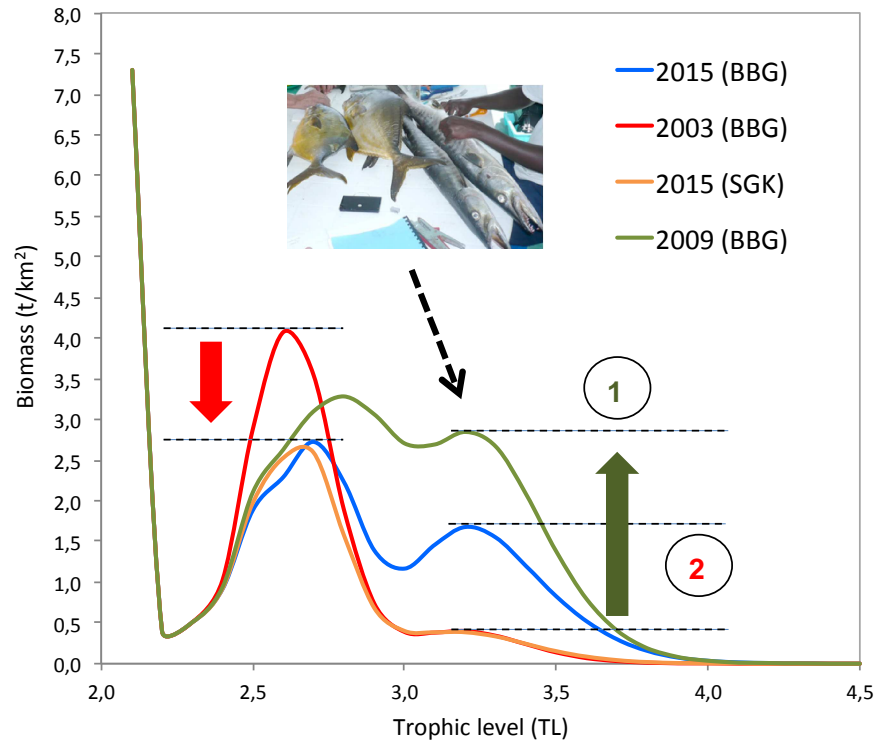 8,0
7,5
7,0
6,5
6,0
5,5
5,0
4,5
4,0
3,5
3,0
2,5
2,0
1,5
1,0
0,5
0,0
Biomass (t/km²)
2015 (BBG)
2003 (BBG)
2015 (SGK)
2009 (BBG)
1
2
2,0 2,5 3,0 3,5 4,0 4,5
Trophic level (TL)